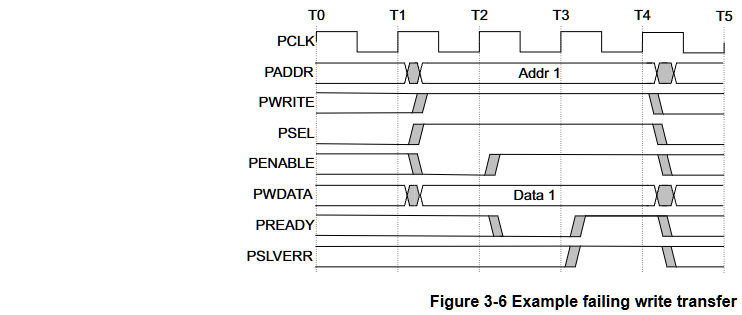 T0 T1 T2 T3 T4 T5
PCLK
PADDR Addr 1
PWRITE
PSEL
PENABLE
PWDATA Data 1
PREADY
PSLVERR
Figure 3-6 Example failing write transfer